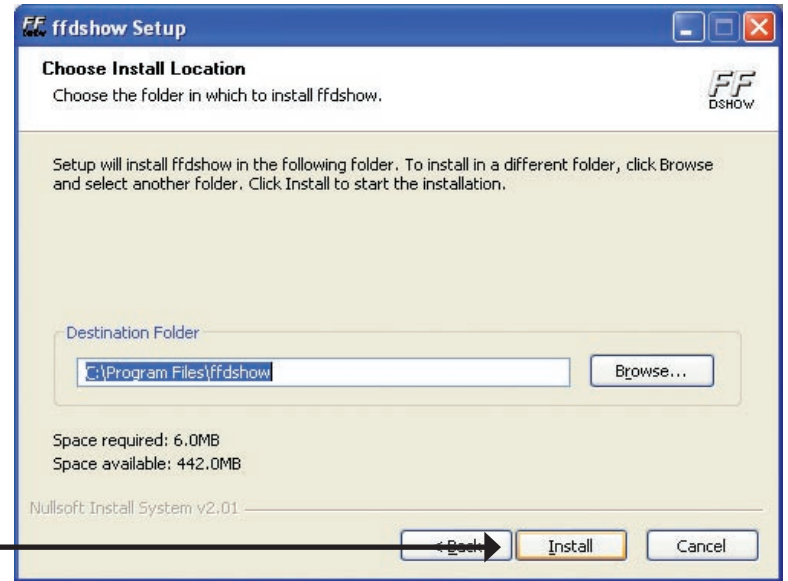 ffdshow Setup
Choose Install Location
Choose the folder in which to install ffdshow.
FF
DSHOW
Setup will install ffdshow in the following folder. To install in a different folder, click Browse
and select another folder. Click Install to start the installation.
Destination Folder
C:\Program Files\ffdshow
Browse...
Space required: 6.0MB
Space available: 442.0MB
Nullsoft Install System v2.01
< Back
Install
Cancel